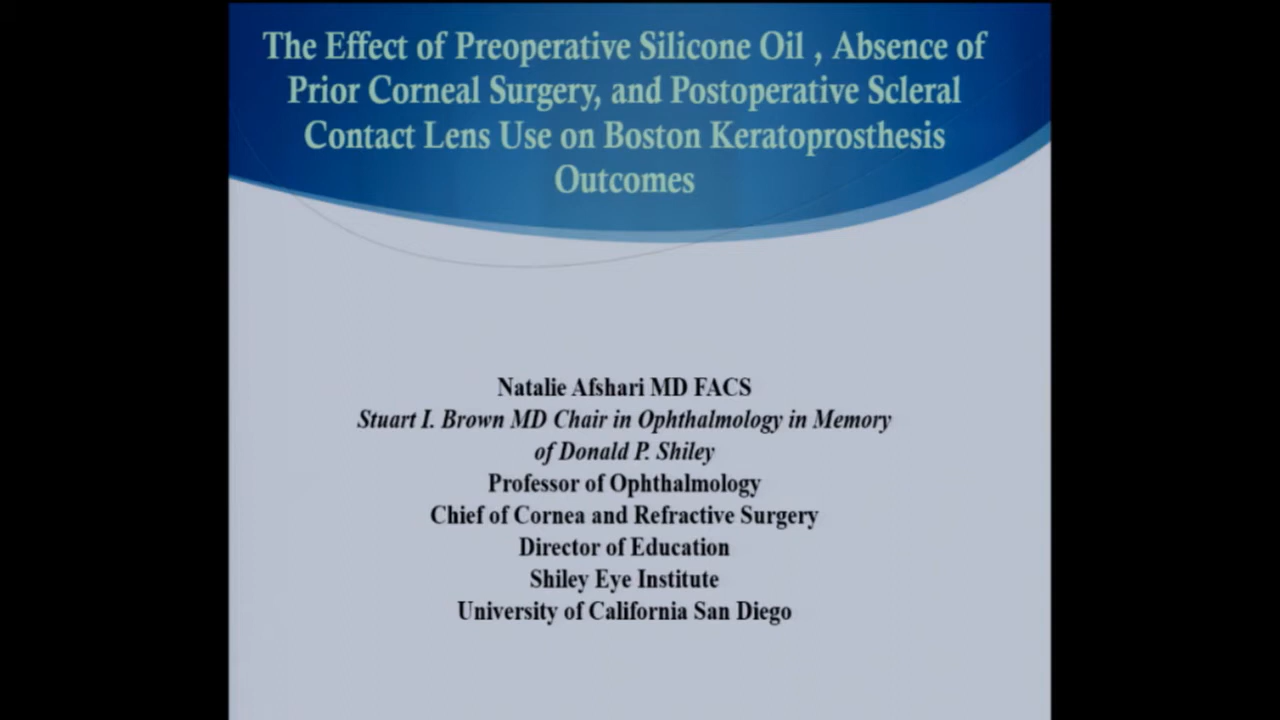 The Effect of Preoperative Silicone Oil , Absence of
Prior Corneal Surgery, and Postoperative Scleral
Contact Lens Use on Boston Keratoprosthesis
Outcomes
Natalie Afshari MD FACS
Stuart I. Brown MD Chair in Ophthalmology in Memory
of Donald P. Shiley
Professor of Ophthalmology
Chief of Cornea and Refractive Surgery
Director of Education
Shiley Eye Institute
University of California San Diego